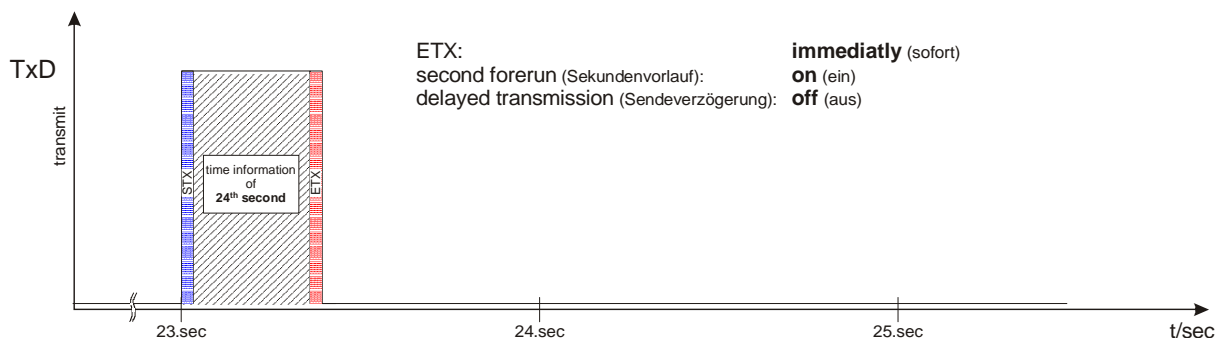 ETX: immediatly (sofort)
TxD
second forerun (Sekundenvorlauf): on (ein)
delayed transmission (Sendeverzögerung): off (aus)
transmit
STX
time information
of
24th second
ETX
23.sec
24.sec
25.sec
t/sec